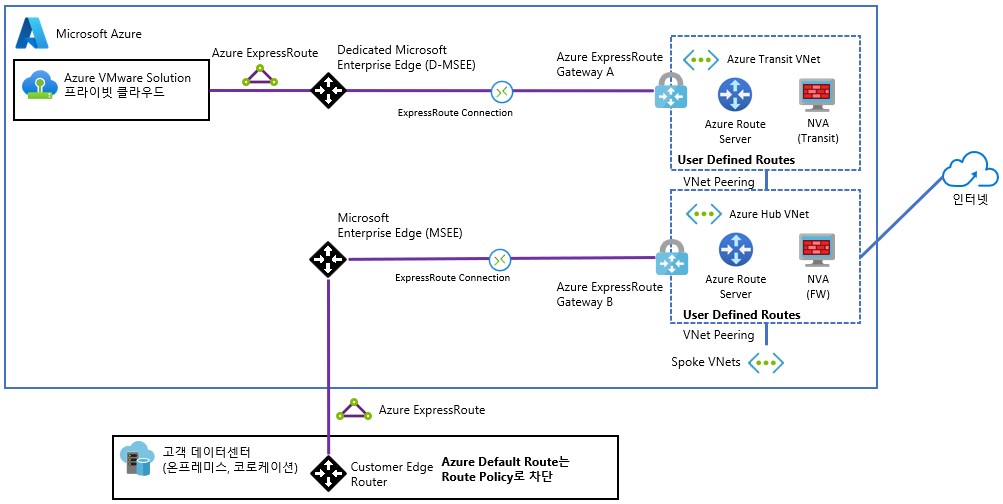 Microsoft Azure
Azure VMware Solution
프라이빗 클라우드
Azure ExpressRoute
Dedicated Microsoft
Enterprise Edge (D-MSEE)
ExpressRoute Connection
Azure ExpressRoute
Gateway A
Azure Transit VNet
Azure Route
Server
NVA
(Transit)
User Defined Routes
VNet Peering
인터넷
Microsoft
Enterprise Edge (MSEE)
ExpressRoute Connection
Azure ExpressRoute
Gateway B
Azure Hub VNet
Azure Route
Server
NVA
(FW)
User Defined Routes
VNet Peering
Spoke VNets
Azure ExpressRoute
고객 데이터센터
(온프레미스, 코로케이션)
Customer Edge
Router
Azure Default Route는
Route Policy로 차단